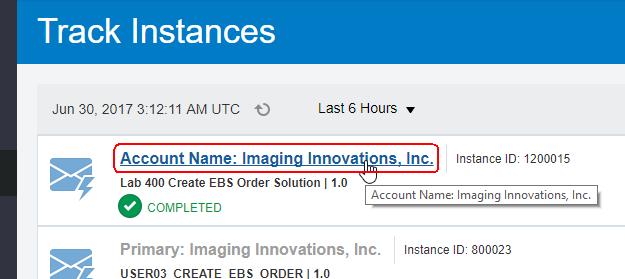 Track Instances
Jun 30, 2017 3:12:11 AM UTC Last 6 Hours
Account Name: Imaging Innovations, Inc. Instance ID: 1200015
Lab 400 Create EBS Order Solution | 1.0
Account Name: Imaging Innovations, Inc.
COMPLETED
Primary: Imaging Innovations, Inc. Instance ID: 800023
USER03_CREATE_EBS_ORDER | 1.0